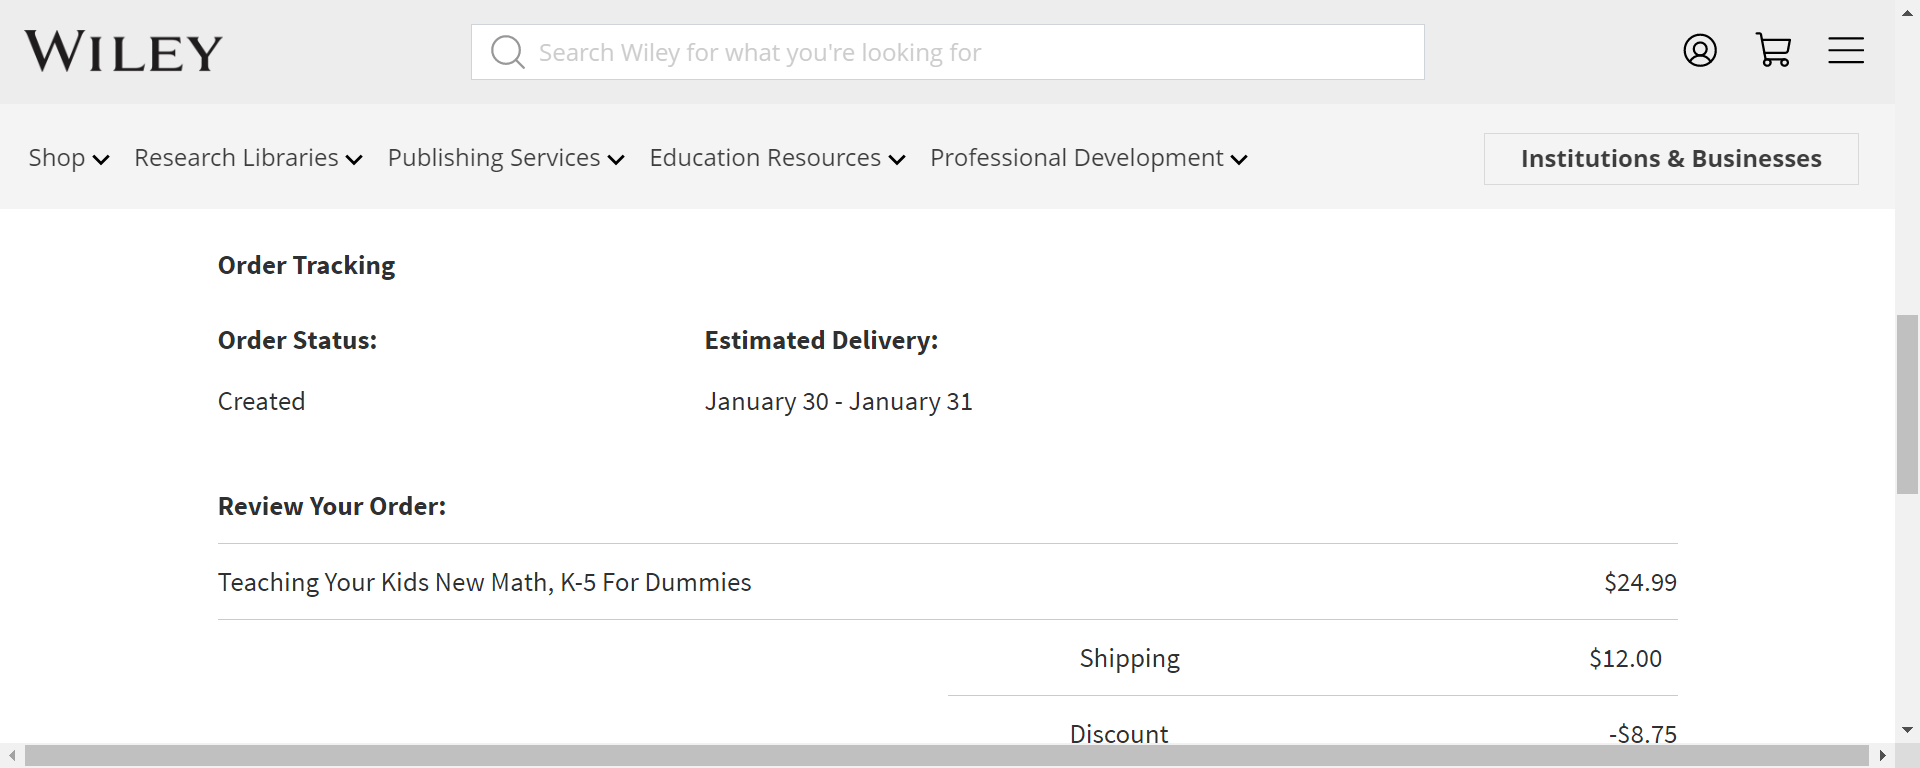 WILEY
Search Wiley for what you're looking for
Shop Research Libraries Publishing Services Education Resources Professional Development Institutions & Businesses
Order Tracking
Order Status: Estimated Delivery:
Created January 30 - January 31
Review Your Order:
Teaching Your Kids New Math, K-5 For Dummies $24.99
Shipping $12.00
Discount -$8.75